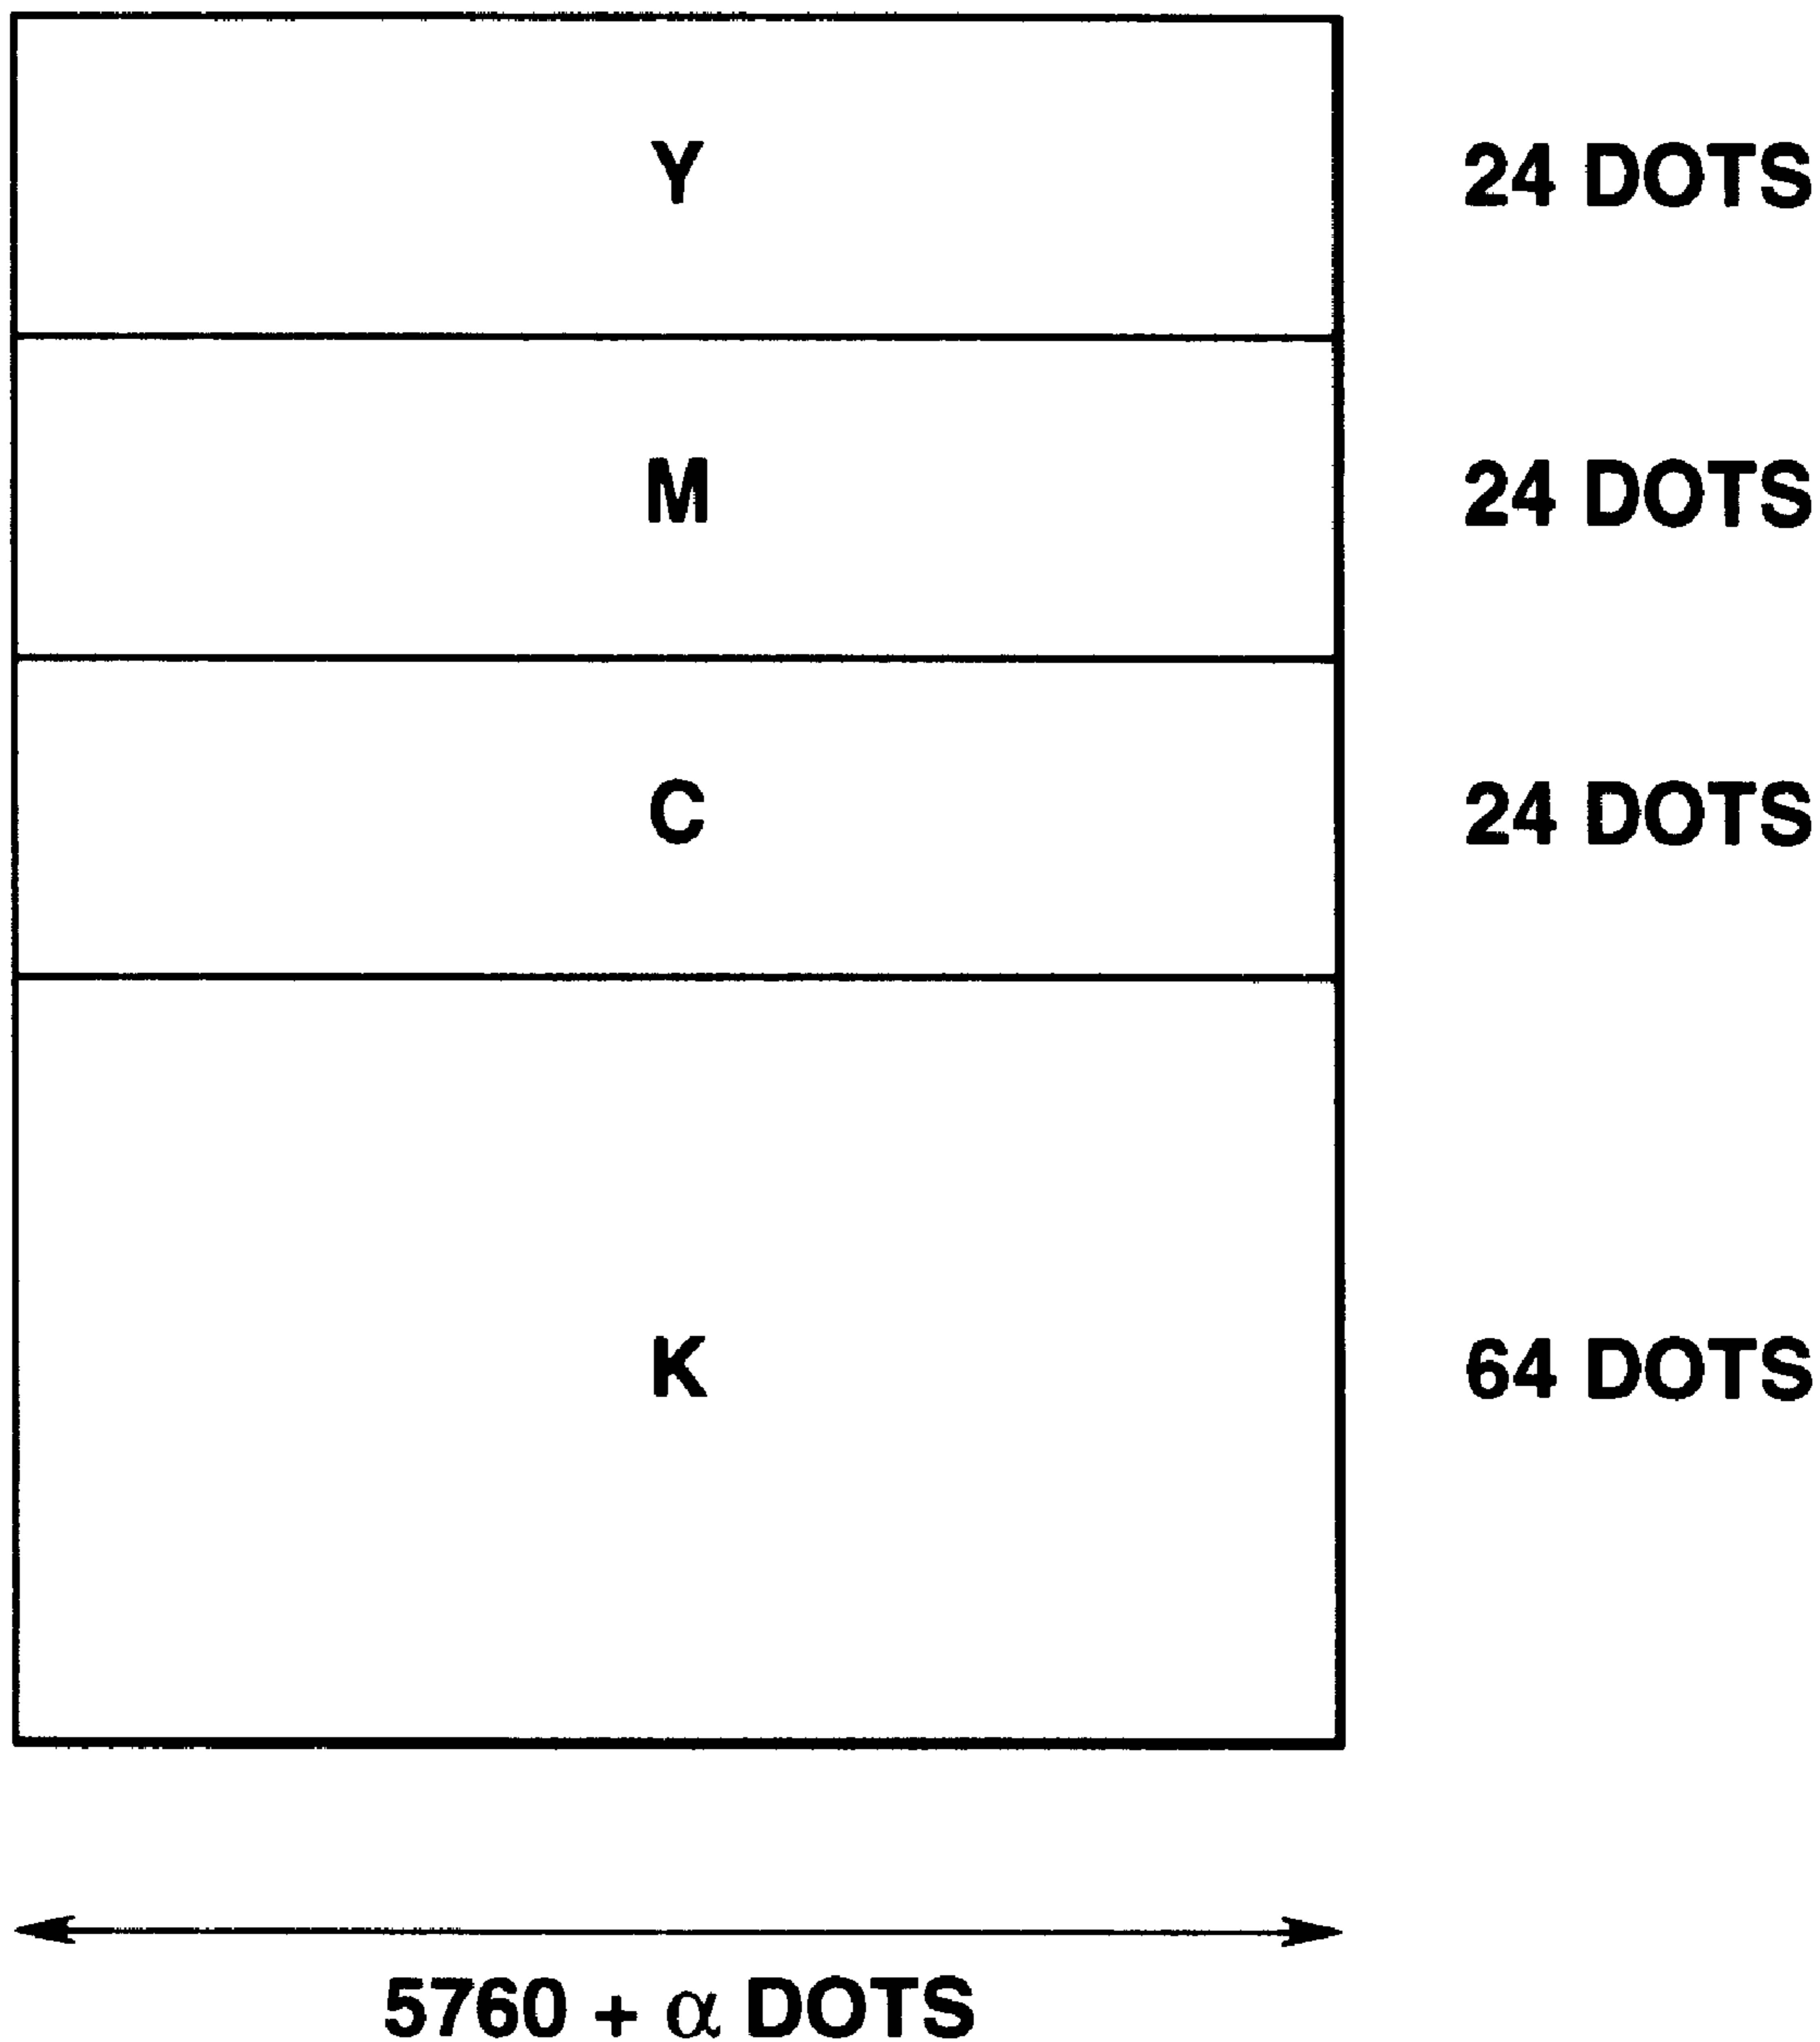 Y 24 DOTS
M 24 DOTS
C 24 DOTS
K 64 DOTS
5760 + α DOTS